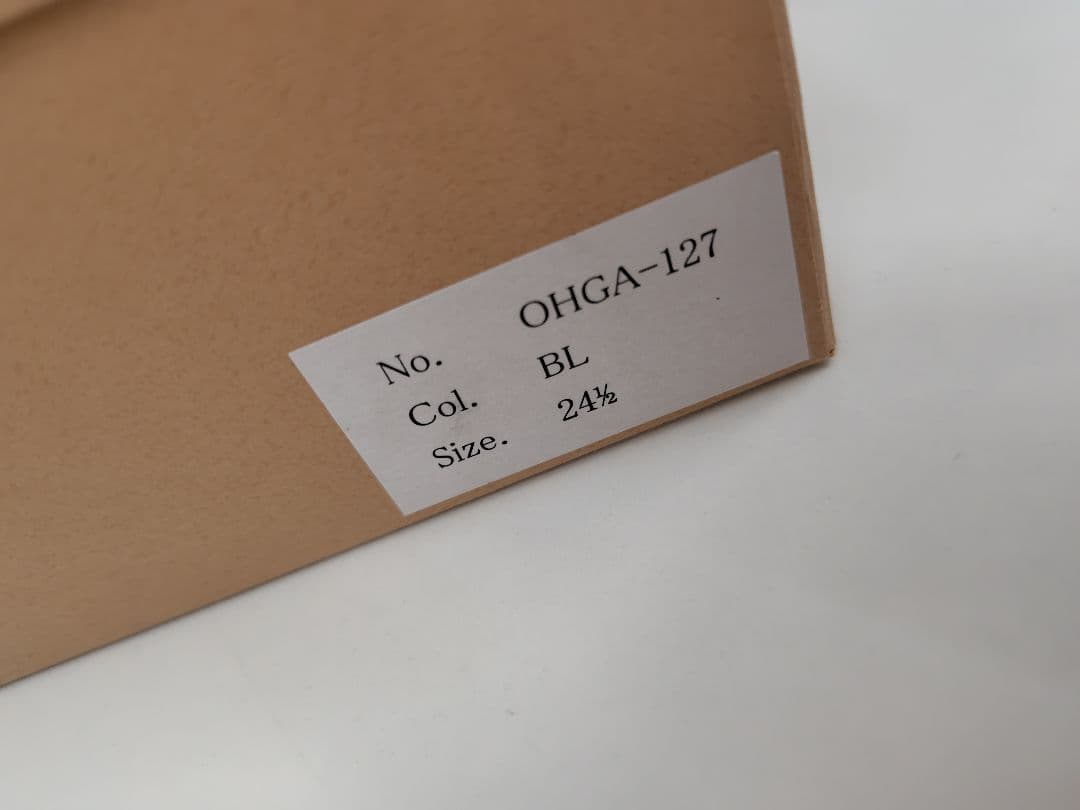 No. OHGA-127
Col. BL
Size. 24½